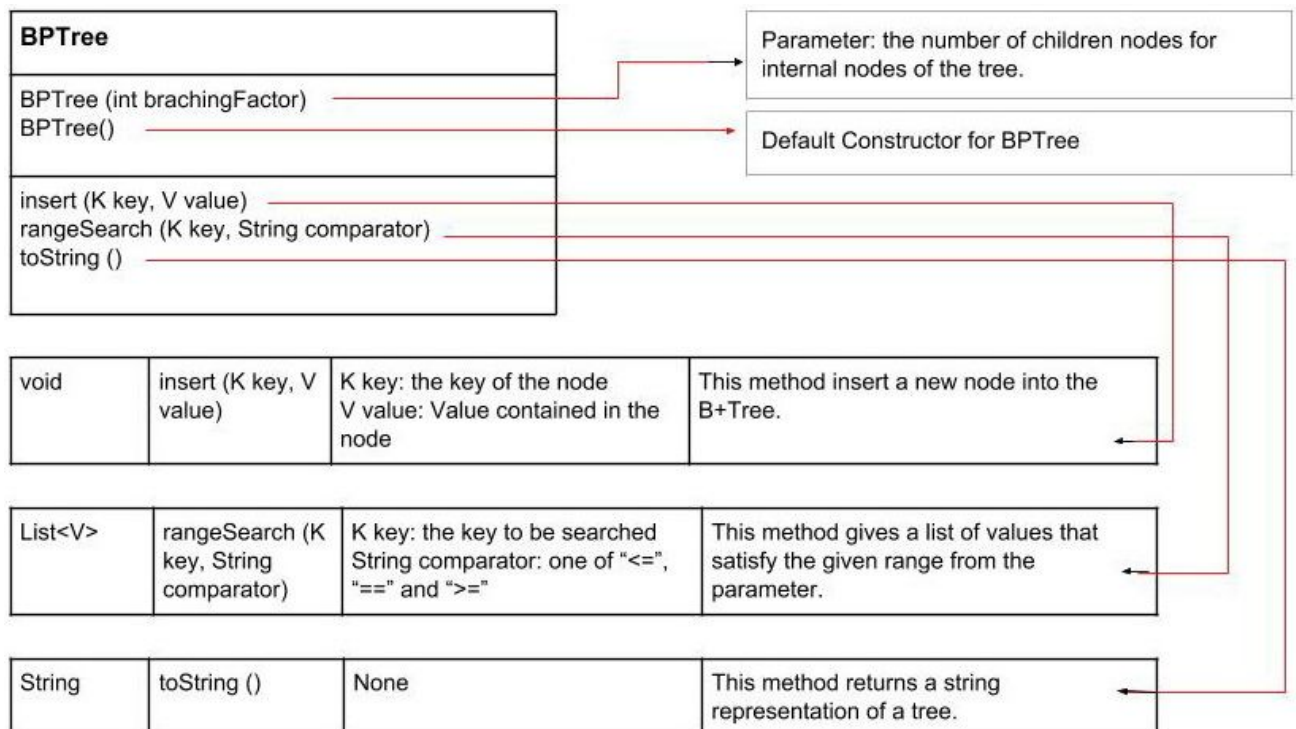 BPTree
BPTree (int brachingFactor)
BPTree()
Parameter: the number of children nodes for
internal nodes of the tree.
Default Constructor for BPTree
insert (K key, V value)
rangeSearch (K key, String comparator)
toString ()
void
insert (K key, V
value)
K key: the key of the node
V value: Value contained in the
node
This method insert a new node into the
B+Tree.
List<V>
rangeSearch (K
key, String
comparator)
K key: the key to be searched
String comparator: one of “<=”,
“==” and “>=”
This method gives a list of values that
satisfy the given range from the
parameter.
String
toString ()
None
This method returns a string
representation of a tree.